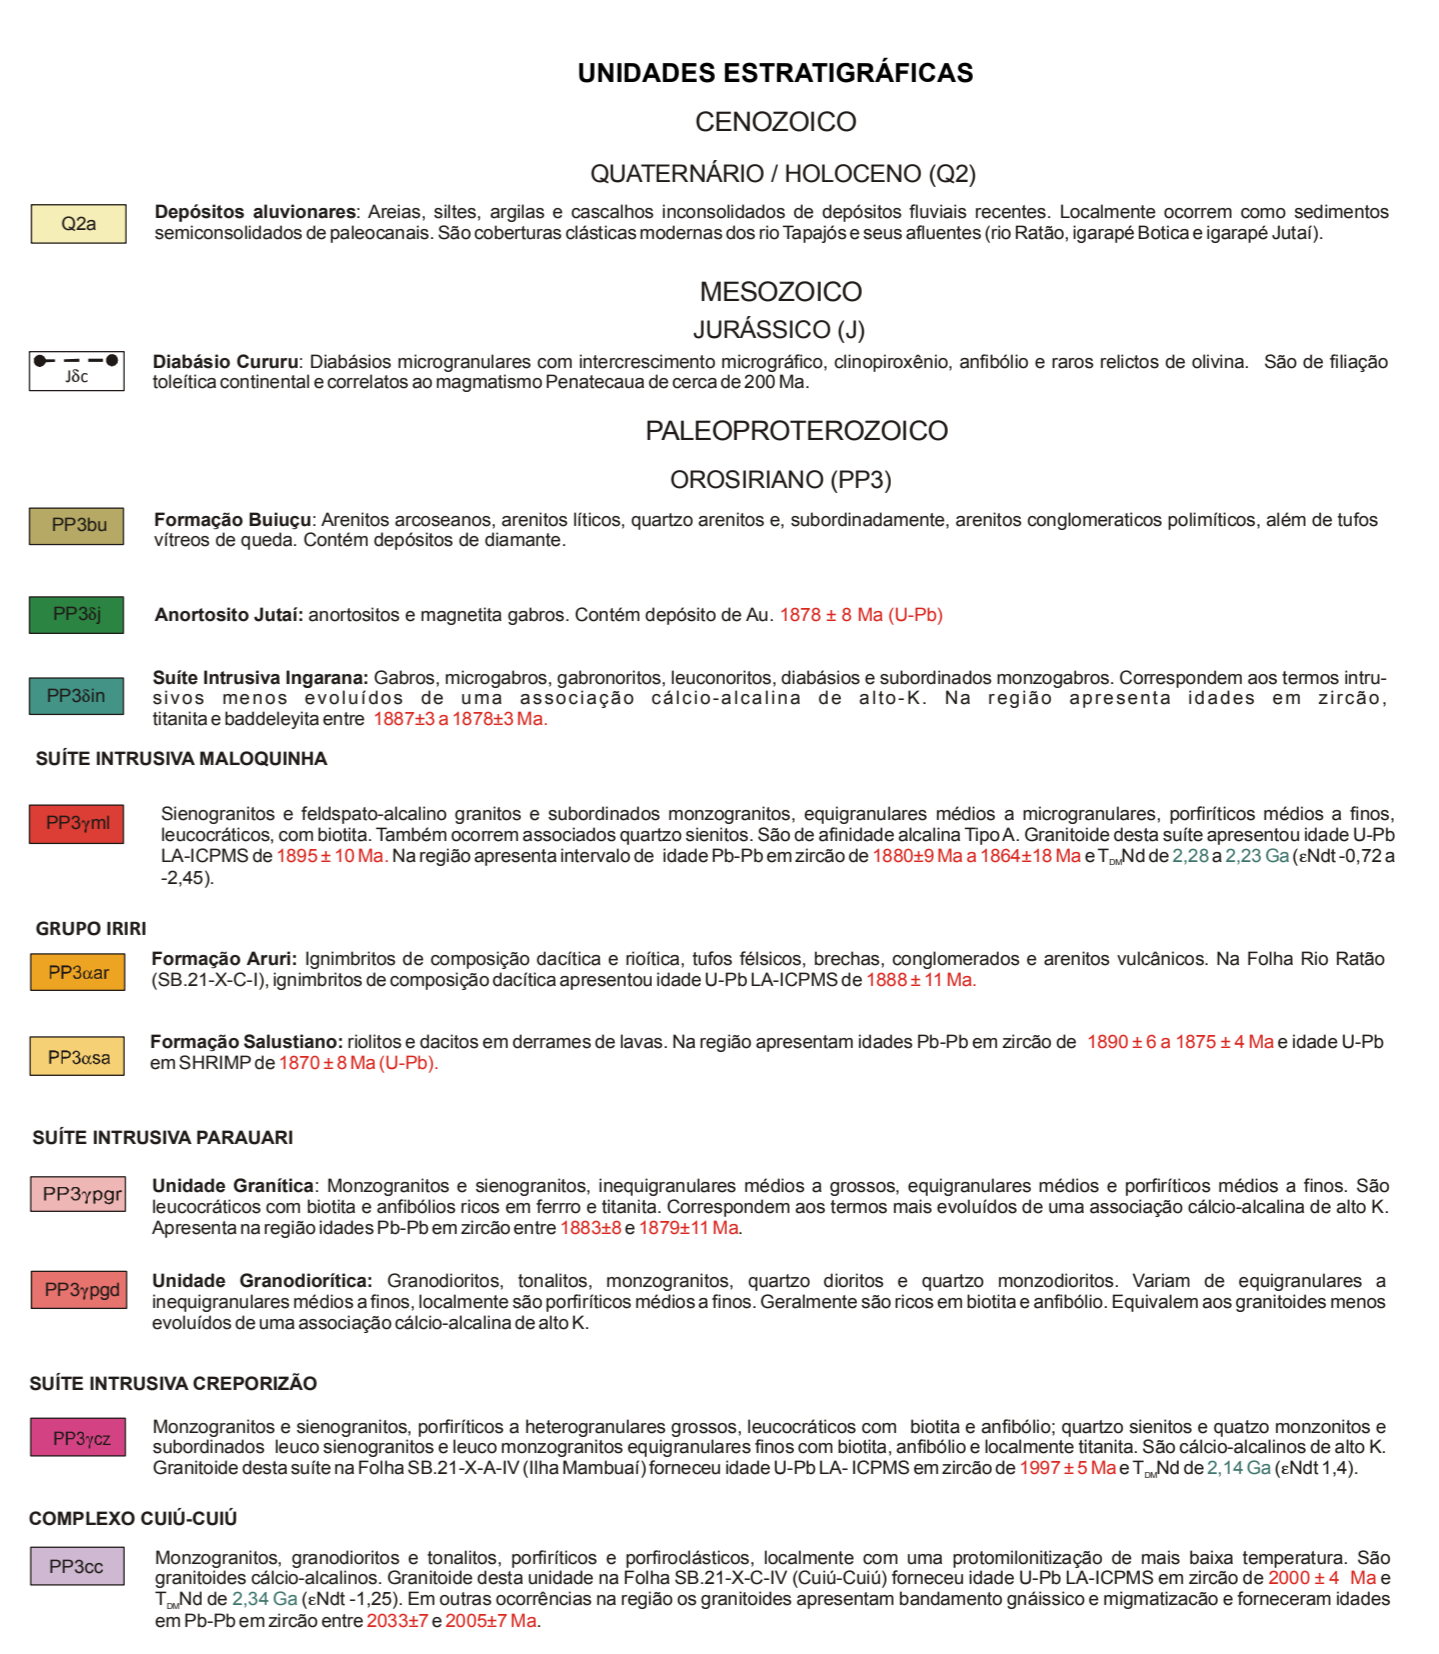 UNIDADES ESTRATIGRÁFICAS
CENOZOICO
QUATERNÁRIO / HOLOCENO (Q2)
Q2a
Depósitos aluvionares: Areias, siltes, argilas e cascalhos inconsolidados de depósitos fluviais recentes. Localmente ocorrem como sedimentos
semiconsolidados de paleocanais. São coberturas clásticas modernas dos rio Tapajós e seus afluentes (rio Ratão, igarapé Botica e igarapé Jutaí).
MESOZOICO
JURÁSSICO (J)
Jδc
Diabásio Cururu: Diabásios microgranulares com intercrescimento micrográfico, clinopiroxênio, anfibólio e raros relictos de olivina. São de filiação
toleítica continental e correlatos ao magmatismo Penatecaua de cerca de 200 Ma.
PALEOPROTEROZOICO
OROSIRIANO (PP3)
PP3bu
Formação Buiuçu: Arenitos arcoseanos, arenitos líticos, quartzo arenitos e, subordinadamente, arenitos conglomeraticos polimíticos, além de tufos
vítreos de queda. Contém depósitos de diamante.
PP3δj
Anortosito Jutaí: anortositos e magnetita gabros. Contém depósito de Au. 1878 ± 8 Ma (U-Pb)
PP3δin
Suíte Intrusiva Ingarana: Gabros, microgabros, gabronoritos, leuconoritos, diabásios e subordinados monzogabros. Correspondem aos termos intru-
sivos menos evoluídos de uma associação cálcio-alcalina de alto-K. Na região apresenta idades em zircão,
titanita e baddeleyita entre 1887±3 a 1878±3 Ma.
SUÍTE INTRUSIVA MALOQUINHA
PP3γml
Sienogranitos e feldspato-alcalino granitos e subordinados monzogranitos, equigranulares médios a microgranulares, porfiríticos médios a finos,
leucocráticos, com biotita. Também ocorrem associados quartzo sienitos. São de afinidade alcalina Tipo A. Granitoide desta suíte apresentou idade U-Pb
LA-ICPMS de 1895 ± 10 Ma. Na região apresenta intervalo de idade Pb-Pb em zircão de 1880±9 Ma a 1864±18 Ma e TDMNd de 2,28 a 2,23 Ga (εNdt -0,72 a
-2,45).
GRUPO IRIRI
PP3αar
Formação Aruri: Ignimbritos de composição dacítica e rioítica, tufos félsicos, brechas, conglomerados e arenitos vulcânicos. Na Folha Rio Ratão
(SB.21-X-C-I), ignimbritos de composição dacítica apresentou idade U-Pb LA-ICPMS de 1888 ± 11 Ma.
PP3αsa
Formação Salustiano: riolitos e dacitos em derrames de lavas. Na região apresentam idades Pb-Pb em zircão de 1890 ± 6 a 1875 ± 4 Ma e idade U-Pb
em SHRIMP de 1870 ± 8 Ma (U-Pb).
SUÍTE INTRUSIVA PARAUARI
PP3γpgr
Unidade Granítica: Monzogranitos e sienogranitos, inequigranulares médios a grossos, equigranulares médios e porfiríticos médios a finos. São
leucocráticos com biotita e anfibólios ricos em ferrro e titanita. Correspondem aos termos mais evoluídos de uma associação cálcio-alcalina de alto K.
Apresenta na região idades Pb-Pb em zircão entre 1883±8 e 1879±11 Ma.
PP3γpgd
Unidade Granodiorítica: Granodioritos, tonalitos, monzogranitos, quartzo dioritos e quartzo monzodioritos. Variam de equigranulares a
inequigranulares médios a finos, localmente são porfiríticos médios a finos. Geralmente são ricos em biotita e anfibólio. Equivalem aos granitoides menos
evoluídos de uma associação cálcio-alcalina de alto K.
SUÍTE INTRUSIVA CREPORIZÃO
PP3γcz
Monzogranitos e sienogranitos, porfiríticos a heterogranulares grossos, leucocráticos com biotita e anfibólio; quartzo sienitos e quatzo monzonitos e
subordinados leuco sienogranitos e leuco monzogranitos equigranulares finos com biotita, anfibólio e localmente titanita. São cálcio-alcalinos de alto K.
Granitoide desta suíte na Folha SB.21-X-A-IV (Ilha Mambuaí) forneceu idade U-Pb LA- ICPMS em zircão de 1997 ± 5 Ma e TDMNd de 2,14 Ga (εNdt 1,4).
COMPLEXO CUIÚ-CUIÚ
PP3cc
Monzogranitos, granodioritos e tonalitos, porfiríticos e porfiroclásticos, localmente com uma protomilonitização de mais baixa temperatura. São
granitoides cálcio-alcalinos. Granitoide desta unidade na Folha SB.21-X-C-IV (Cuiú-Cuiú) forneceu idade U-Pb LA-ICPMS em zircão de 2000 ± 4 Ma e
TDMNd de 2,34 Ga (εNdt -1,25). Em outras ocorrências na região os granitoides apresentam bandamento gnáissico e migmatizacão e forneceram idades
em Pb-Pb em zircão entre 2033±7 e 2005±7 Ma.